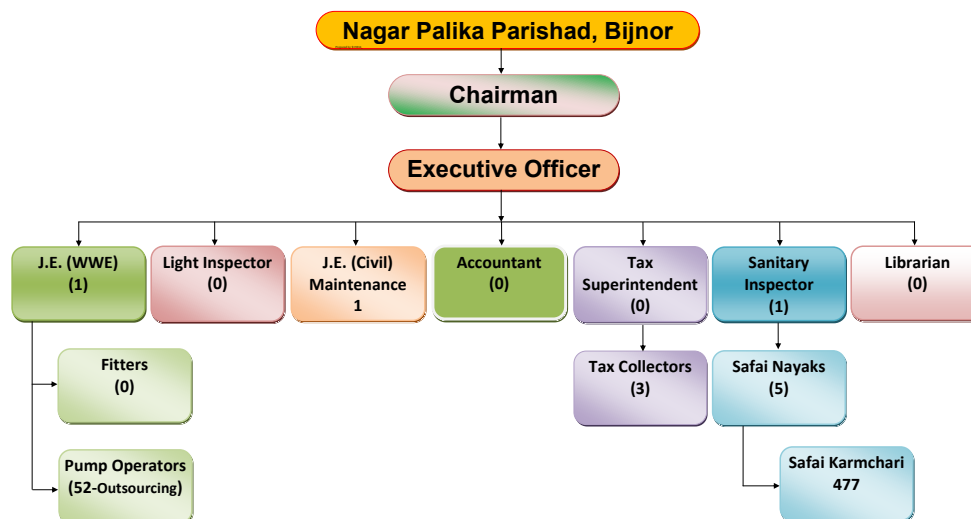 Nagar Palika Parishad, Bijnor
Chairman
Executive Officer
J.E. (WWE)
(1)
Light Inspector
(0)
J.E. (Civil)
Maintenance
1
Accountant
(0)
Tax
Superintendent
(0)
Sanitary
Inspector
(1)
Librarian
(0)
Fitters
(0)
Tax Collectors
(3)
Safai Nayaks
(5)
Pump Operators
(52-Outsourcing)
Safai Karmchari
477